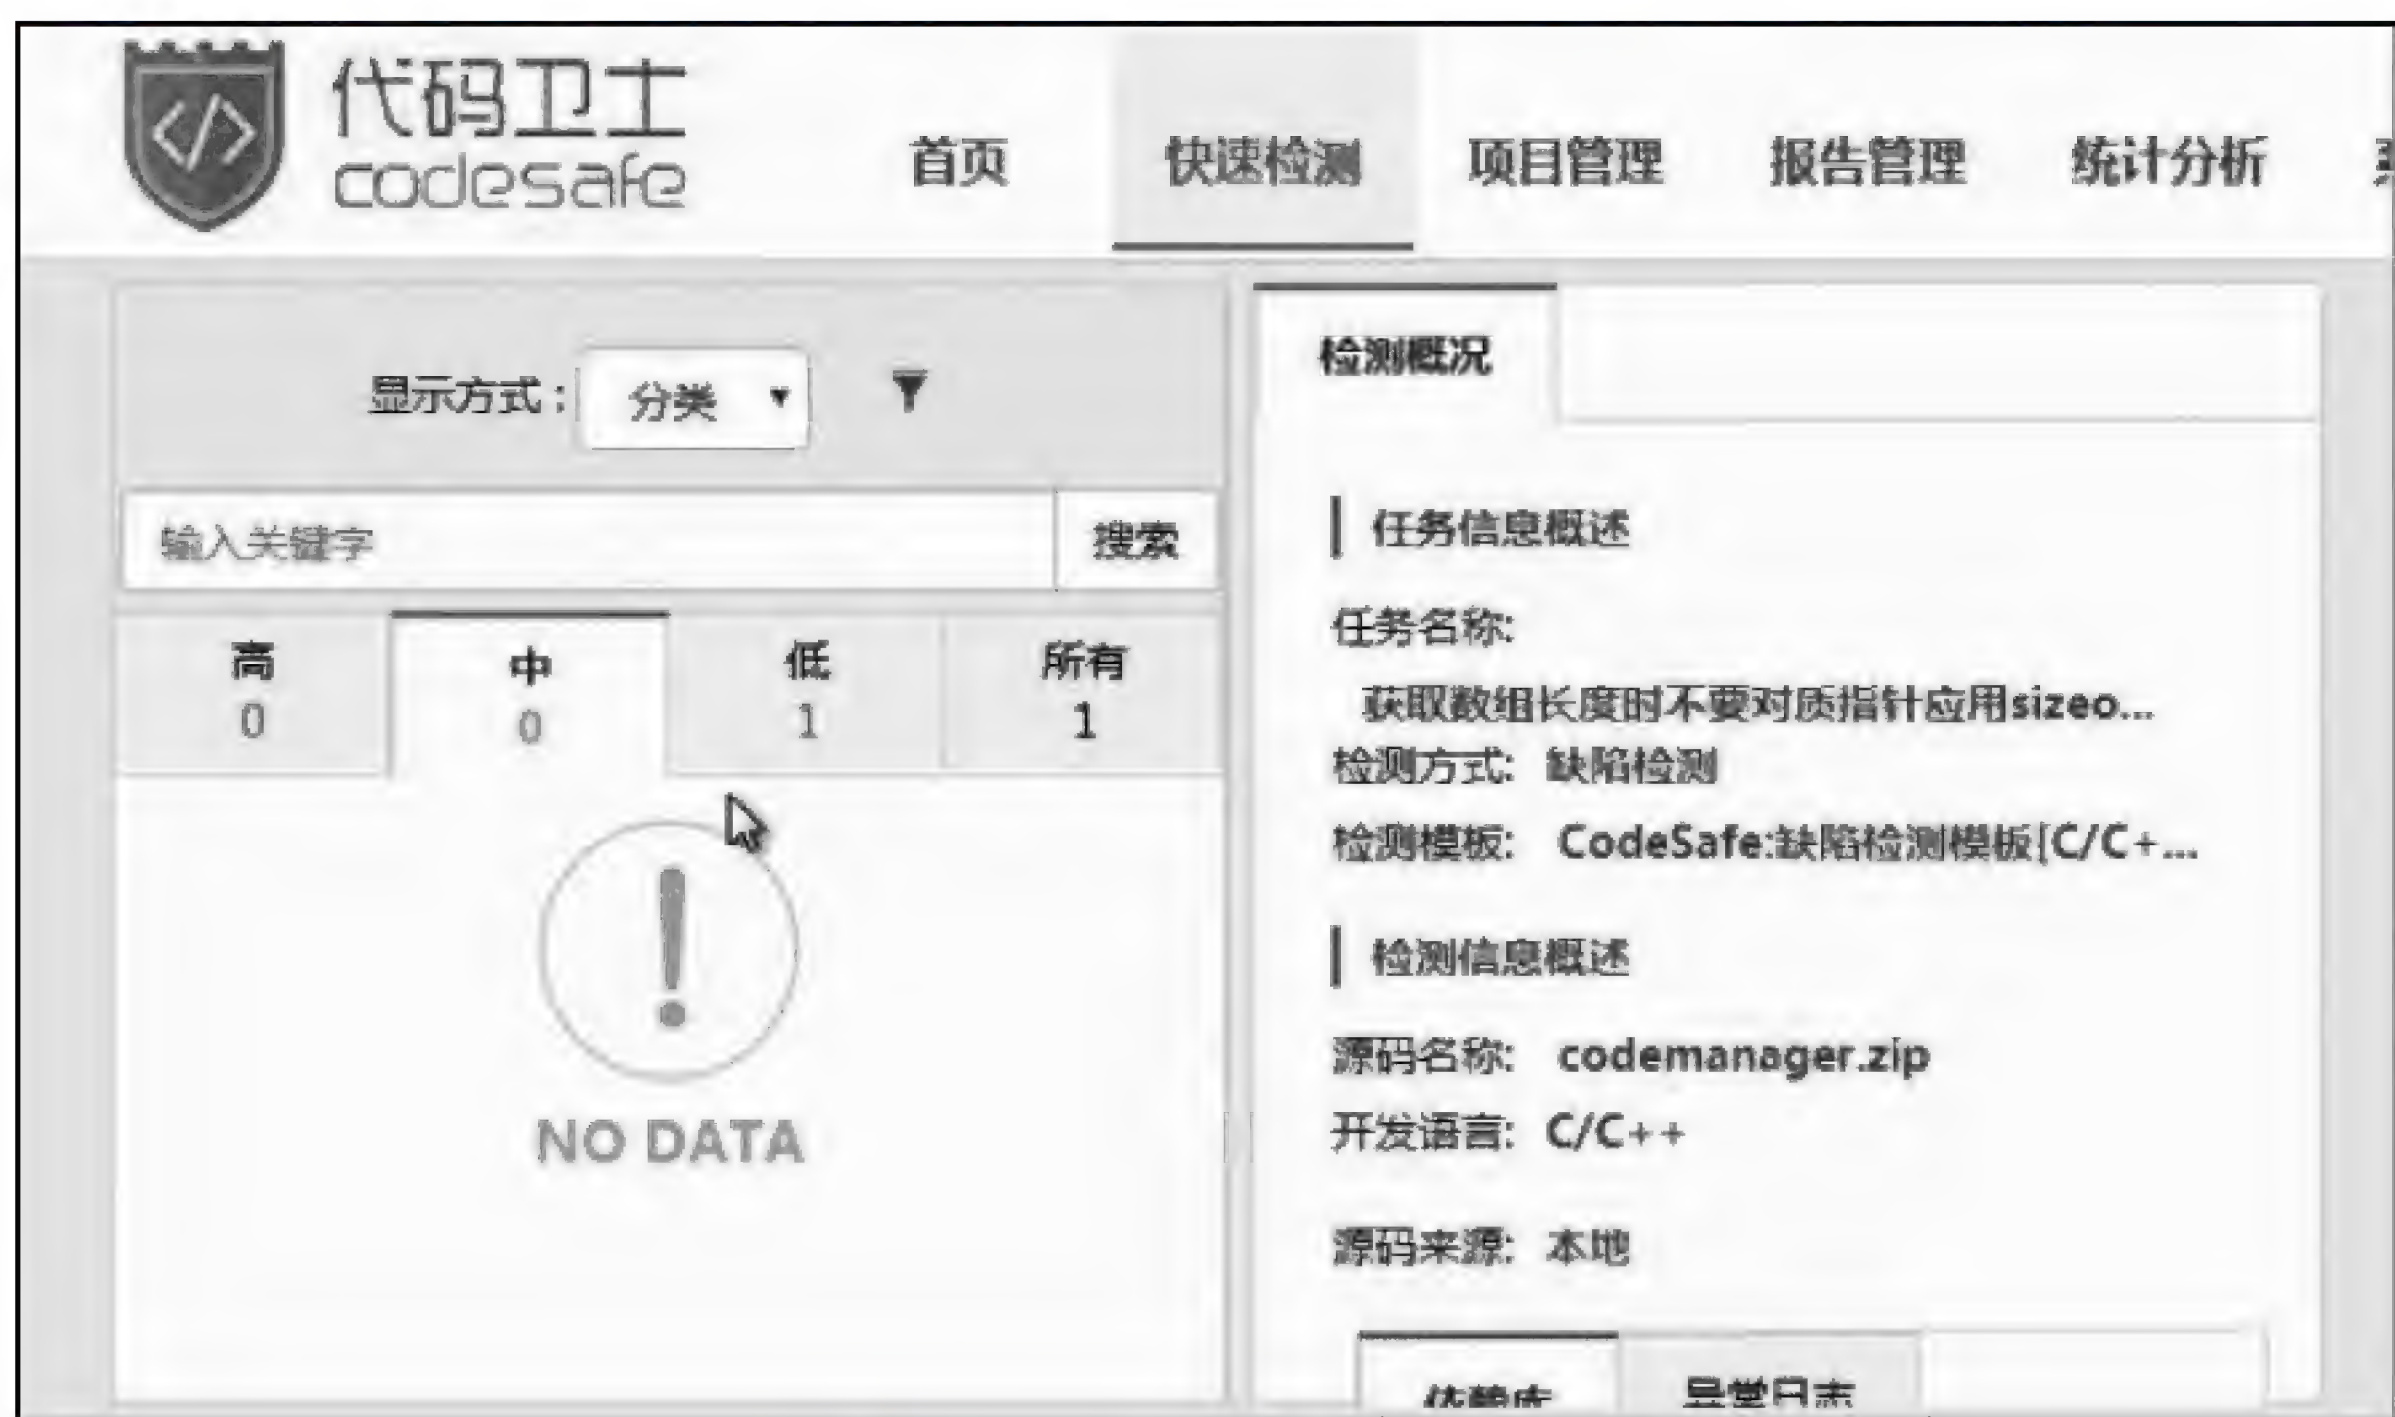 代码卫士
codesafe
首页 快速检测 项目管理 报告管理 统计分析
显示方式: 分类
输入关键字 搜索
高 中 低 所有
0 0 1 1
NO DATA
检测概况
任务信息概述
任务名称:
获取数组长度时不要对质指针应用sizeo...
检测方式: 缺陷检测
检测模板: CodeSafe:缺陷检测模板[C/C+...
检测信息概述
源码名称: codemanager.zip
开发语言: C/C++
源码来源: 本地
异常日志